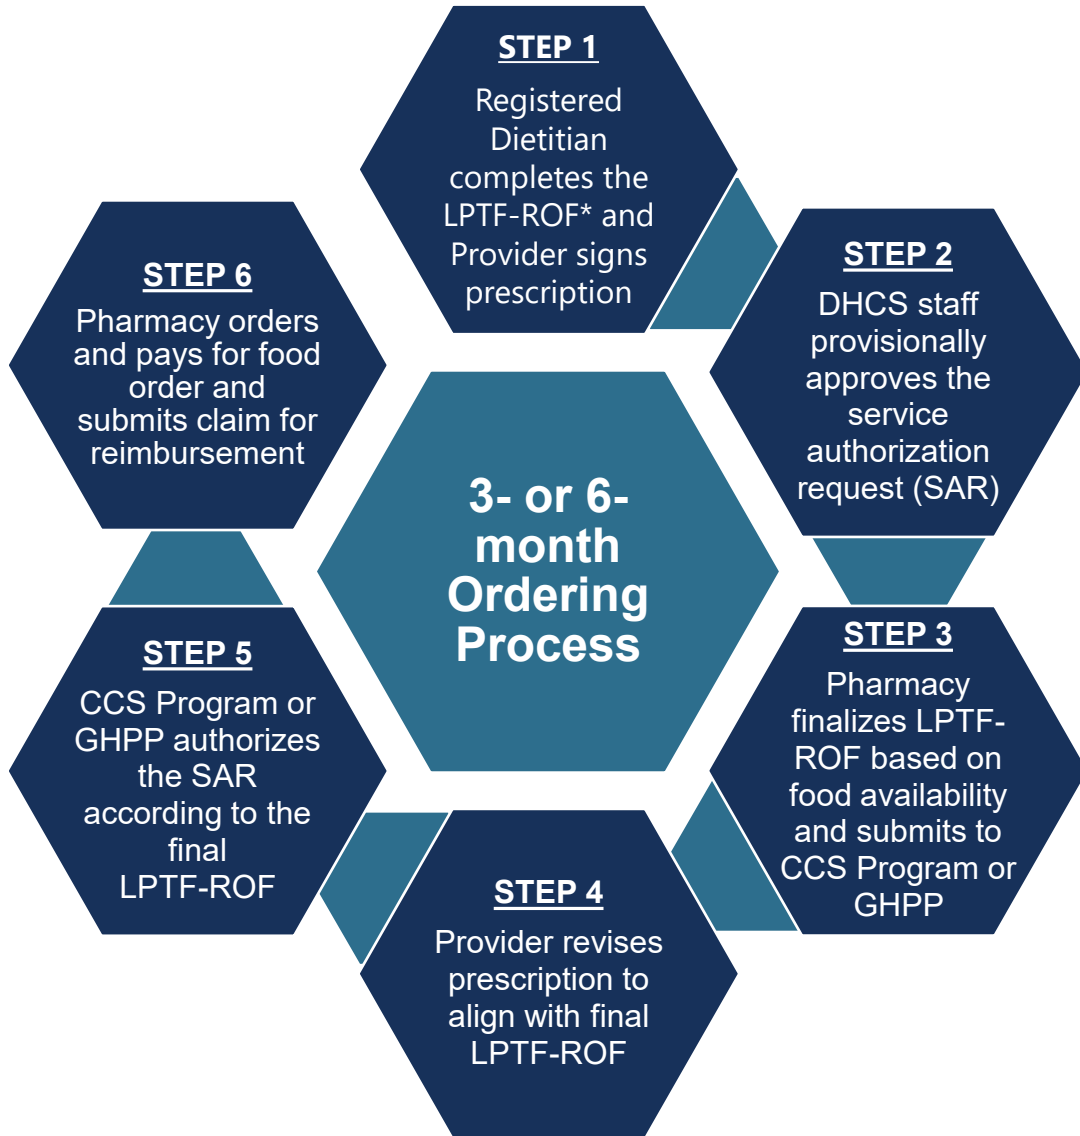 STEP 1
Registered
Dietitian
completes the
LPTF-ROF* and
Provider signs
prescription
STEP 2
DHCS staff
provisionally
approves the
service
authorization
request (SAR)
STEP 3
Pharmacy
finalizes LPTF-
ROF based on
food availability
and submits to
CCS Program or
GHPP
STEP 4
Provider revises
prescription to
align with final
LPTF-ROF
STEP 5
CCS Program or
GHPP authorizes
the SAR
according to the
final
LPTF-ROF
STEP 6
Pharmacy orders
and pays for food
order and
submits claim for
reimbursement
3- or 6-
month
Ordering
Process